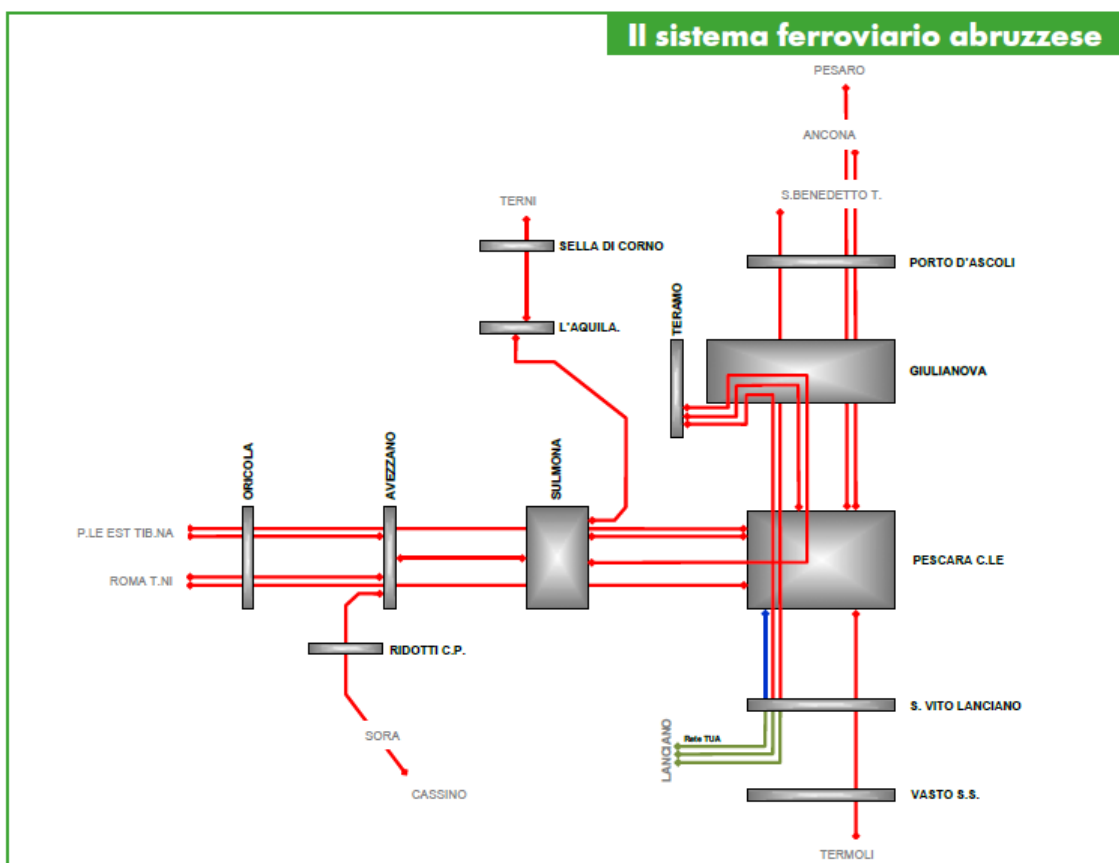 Il sistema ferroviario abruzzese
PESARO
ANCONA
S.BENEDETTO T.
TERNI
SELLA DI CORNO
PORTO D'ASCOLI
L'AQUILA.
TERAMO
GIULIANOVA
ORICOLA
AVEZZANO
SULMONA
P.LE EST TIB.NA
PESCARA C.LE
ROMA T.NI
RIDOTTI C.P.
S. VITO LANCIANO
SORA
LANCIANO
Rete TUA
CASSINO
VASTO S.S.
TERMOLI